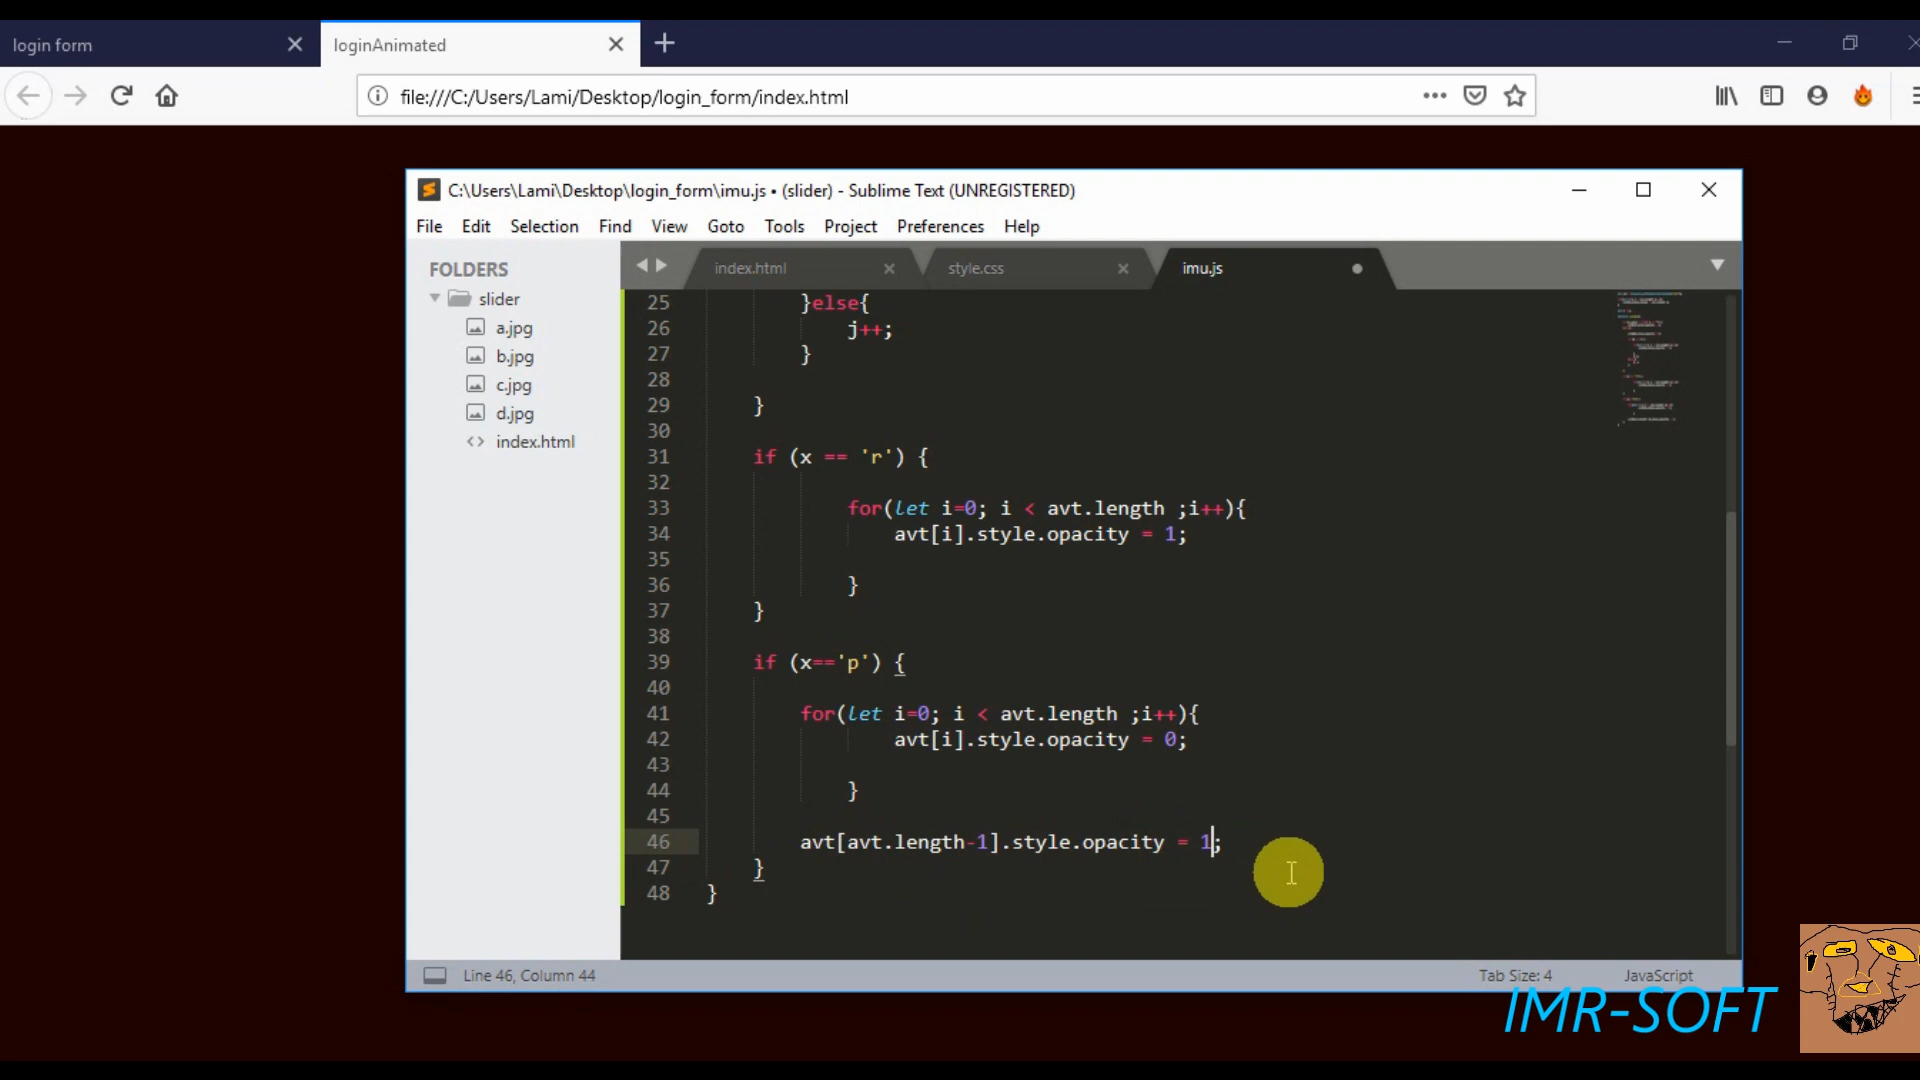 login form
loginAnimated
file:///C:/Users/Lami/Desktop/login_form/index.html
C:\Users\Lami\Desktop\login_form\imu.js • (slider) - Sublime Text (UNREGISTERED)
File Edit Selection Find View Goto Tools Project Preferences Help
FOLDERS
slider
a.jpg
b.jpg
c.jpg
d.jpg
index.html
index.html style.css imu.js
25 }else{
26 j++;
27 }
28
29 }
30
31 if (x == 'r') {
32
33 for(let i=0; i < avt.length ;i++){
34 avt[i].style.opacity = 1;
35
36 }
37 }
38
39 if (x=='p') {
40
41 for(let i=0; i < avt.length ;i++){
42 avt[i].style.opacity = 0;
43
44 }
45
46 avt[avt.length-1].style.opacity = 1;
47 }
48 }
Line 46, Column 44 Tab Size: 4 JavaScript
IMR-SOFT